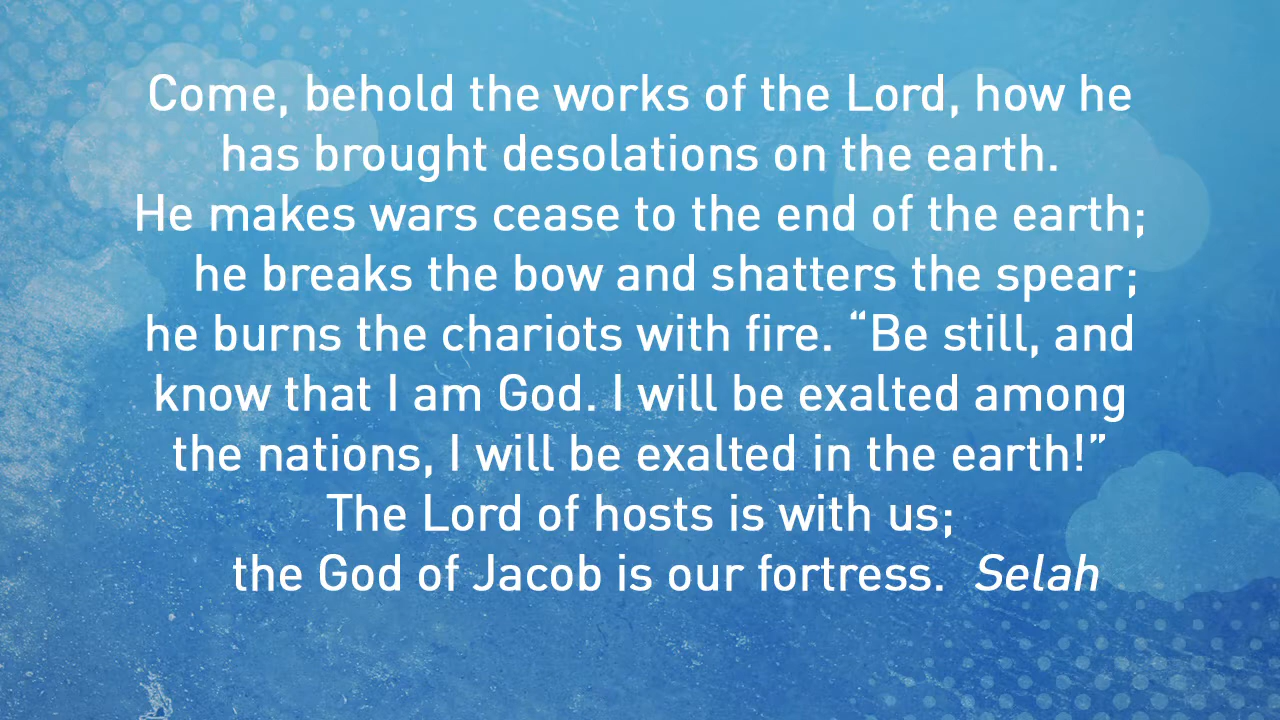 Come, behold the works of the Lord, how he
has brought desolations on the earth.
He makes wars cease to the end of the earth;
he breaks the bow and shatters the spear;
he burns the chariots with fire. “Be still, and
know that I am God. I will be exalted among
the nations, I will be exalted in the earth!”
The Lord of hosts is with us;
the God of Jacob is our fortress. Selah